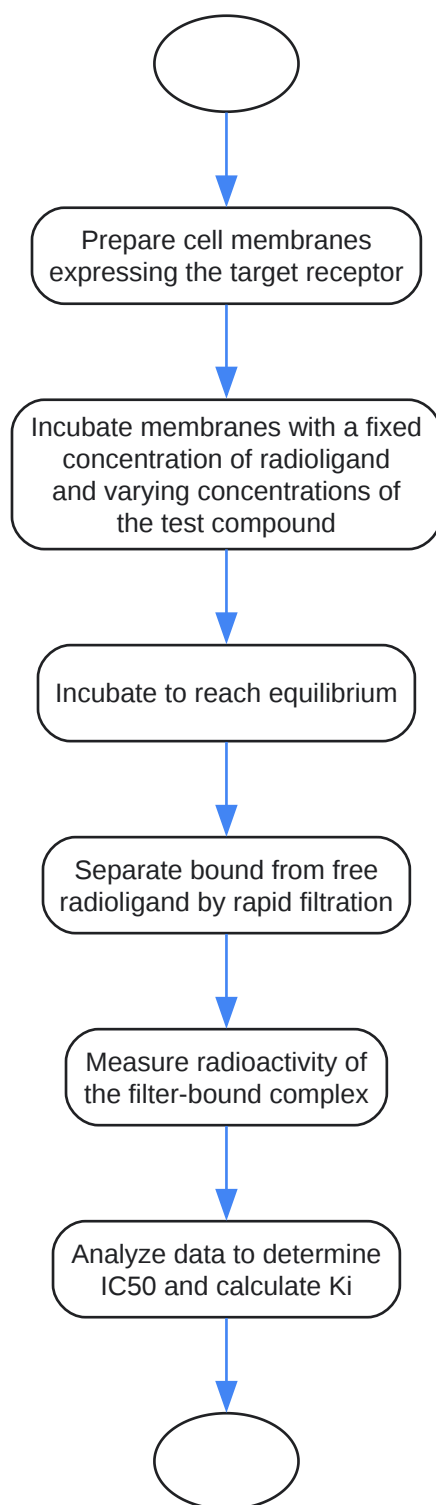 Prepare cell membranes
expressing the target receptor
Incubate membranes with a fixed
concentration of radioligand
and varying concentrations of
the test compound
Incubate to reach equilibrium
Separate bound from free
radioligand by rapid filtration
Measure radioactivity of
the filter-bound complex
Analyze data to determine
IC50 and calculate Ki